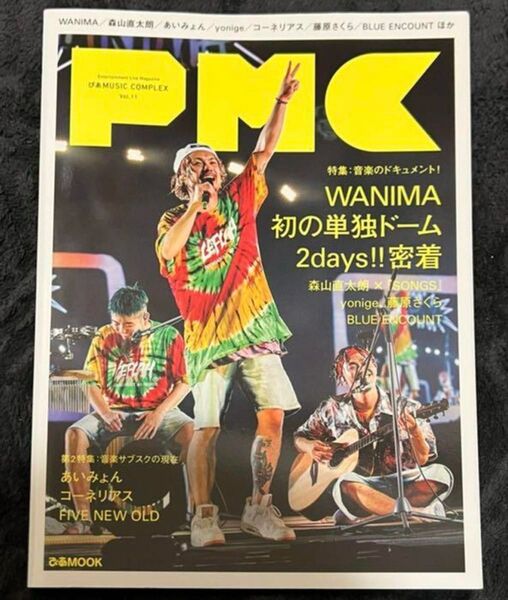 WANIMA／森山直太朗／あいみょん／yonige／コーネリアス／藤原さくら／BLUE ENCOUNT ほか
PMC
Entertainment Live Magazine
ぴあMUSIC COMPLEX
Vol.11
特集：音楽のドキュメント！
WANIMA
初の単独ドーム
2days!!密着
森山直太朗×「SONGS」
yonige 藤原さくら
BLUE ENCOUNT
第2特集：音楽サブスクの現在
あいみょん
コーネリアス
FIVE NEW OLD
ぴあMOOK